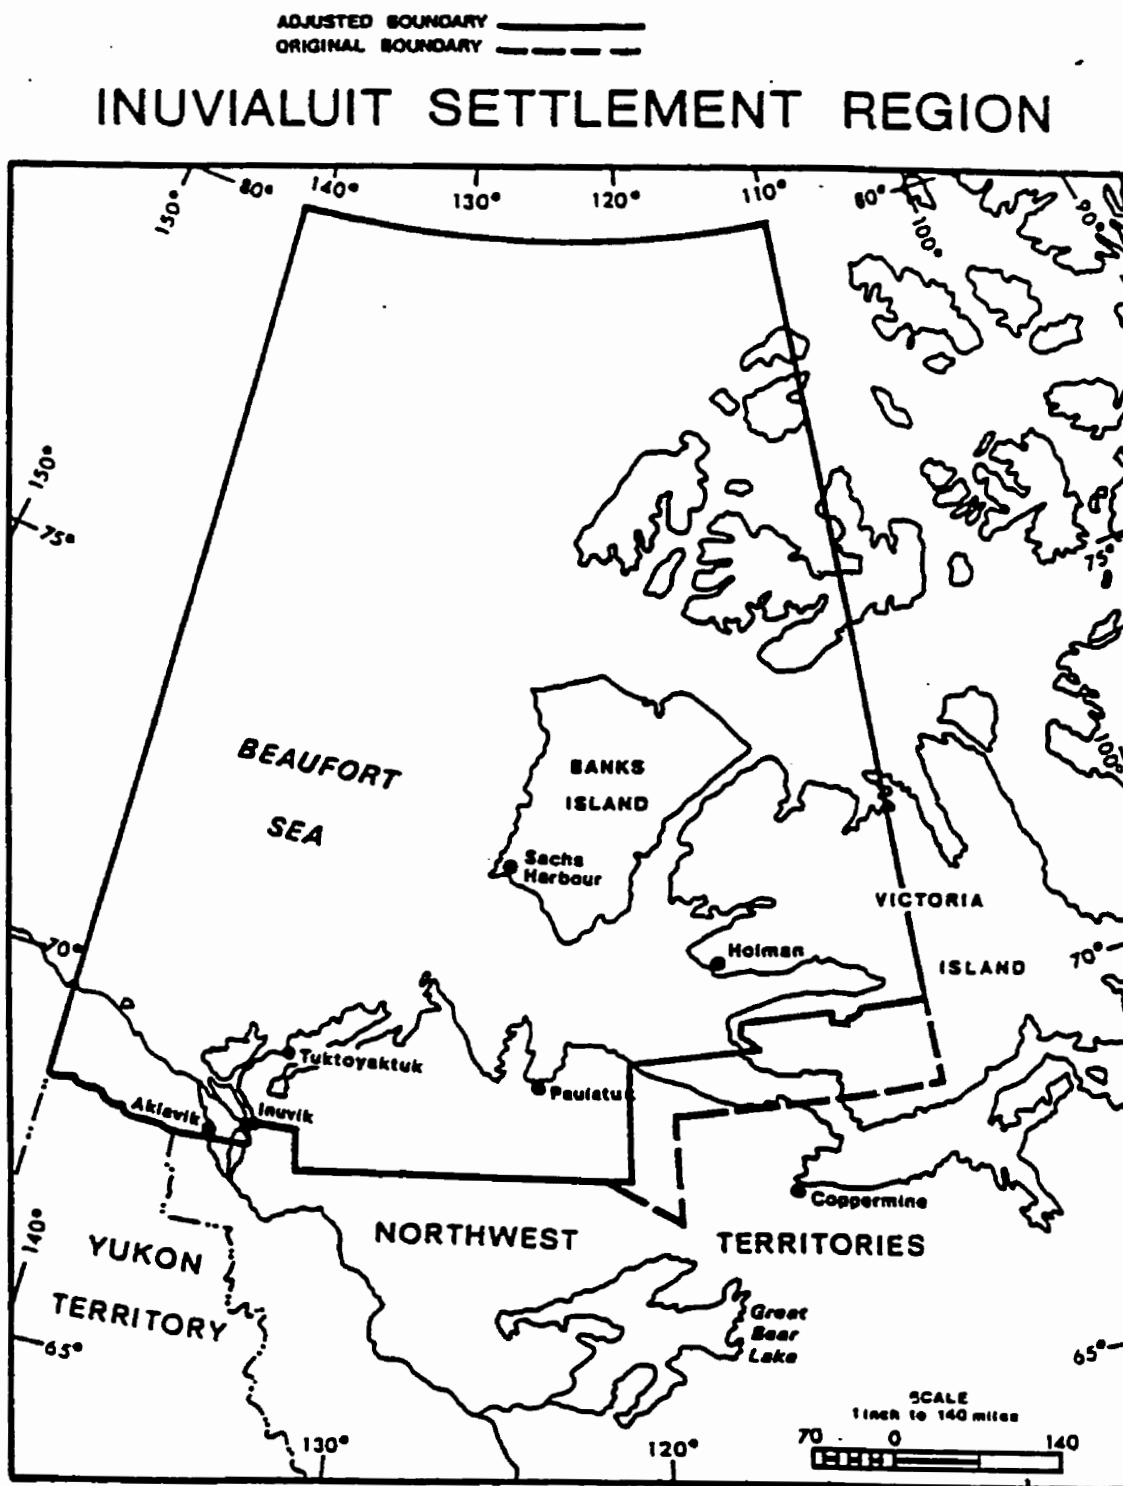 ADJUSTED BOUNDARY
ORIGINAL BOUNDARY
INUVIALUIT SETTLEMENT REGION
150°
80°
140°
130°
120°
110°
80°
100°
90°
150°
75°
75°
BEAUFORT
SEA
BANKS
ISLAND
Sachs
Harbour
100°
VICTORIA
ISLAND
Holman
70°
70°
Tuktoyaktuk
Paulatuk
Aklavik
Inuvik
Coppermine
NORTHWEST
TERRITORIES
140°
YUKON
TERRITORY
Great
Bear
Lake
65°
65°
SCALE
1 inch to 140 miles
70 0 140
130°
120°